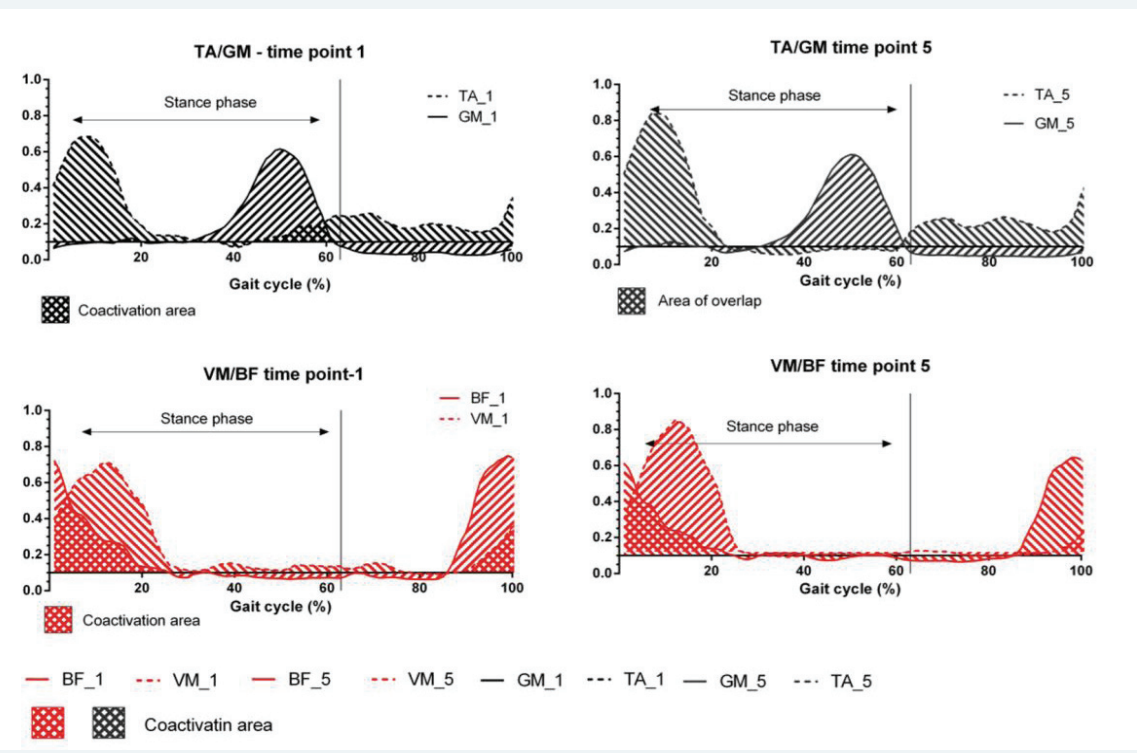 TA/GM - time point 1
1.0
0.8
0.6
0.4
0.2
0.0
Stance phase
TA_1
GM_1
20
40
60
80
100
Gait cycle (%)
Coactivation area
TA/GM time point 5
1.0
0.8
0.6
0.4
0.2
0.0
Stance phase
TA_5
GM_5
20
40
60
80
100
Gait cycle (%)
Area of overlap
VM/BF time point-1
1.0
0.8
0.6
0.4
0.2
0.0
Stance phase
BF_1
VM_1
20
40
60
80
100
Gait cycle (%)
Coactivation area
VM/BF time point 5
1.0
0.8
0.6
0.4
0.2
0.0
Stance phase
20
40
60
80
100
Gait cycle (%)
BF_1 VM_1 BF_5 VM_5 GM_1 TA_1 GM_5 TA_5
Coactivatin area